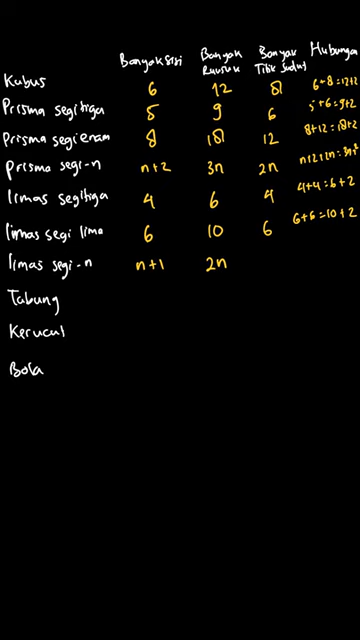 Banyak Sisi Banyak Rusuk Banyak Titik Sudut Hubungan
Kubus 6 12 8 6+8=12+2
Prisma segitiga 5 9 6 5+6=9+2
Prisma segienam 8 18 12 8+12=18+2
prisma segi-n n+2 3n 2n n+2+2n=3n+2
limas segitiga 4 6 4 4+4=6+2
limas segi lima 6 10 6 6+6=10+2
limas segi-n n+1 2n
Tabung
Kerucut
Bola